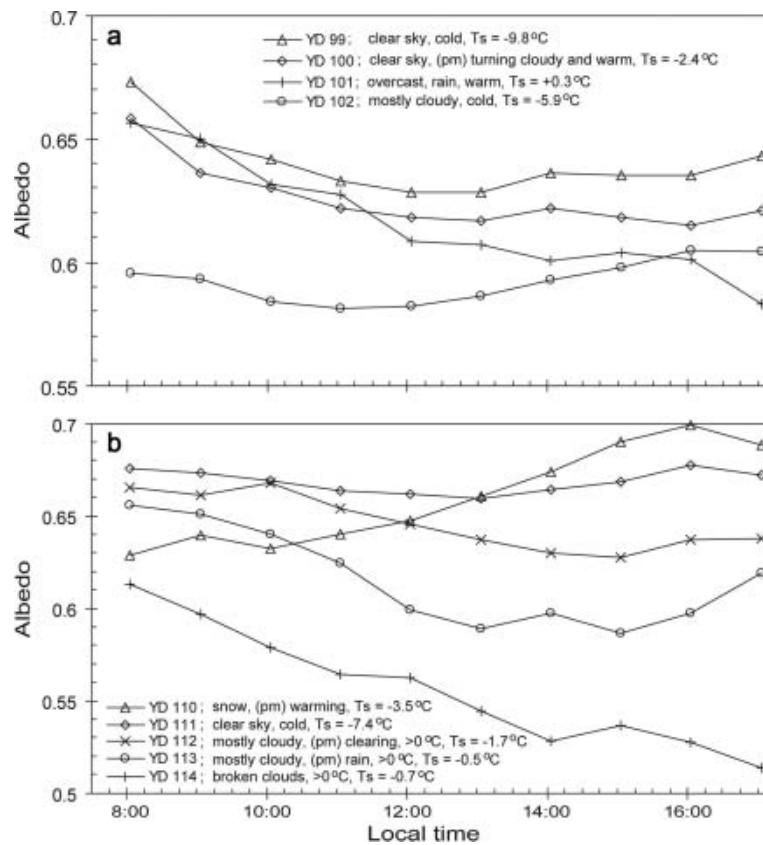 0.7
a
YD 99 ; clear sky, cold, Ts = -9.8°C
YD 100 ; clear sky, (pm) turning cloudy and warm, Ts = -2.4°C
YD 101 ; overcast, rain, warm, Ts = +0.3°C
YD 102 ; mostly cloudy, cold, Ts = -5.9°C
0.65
Albedo
0.6
0.55
0.7
b
0.65
Albedo
0.6
0.55
YD 110 ; snow, (pm) warming, Ts = -3.5°C
YD 111 ; clear sky, cold, Ts = -7.4°C
YD 112 ; mostly cloudy, (pm) clearing, >0°C, Ts = -1.7°C
YD 113 ; mostly cloudy, (pm) rain, >0°C, Ts = -0.5°C
YD 114 ; broken clouds, >0°C, Ts = -0.7°C
0.5
8:00 10:00 12:00 14:00 16:00
Local time